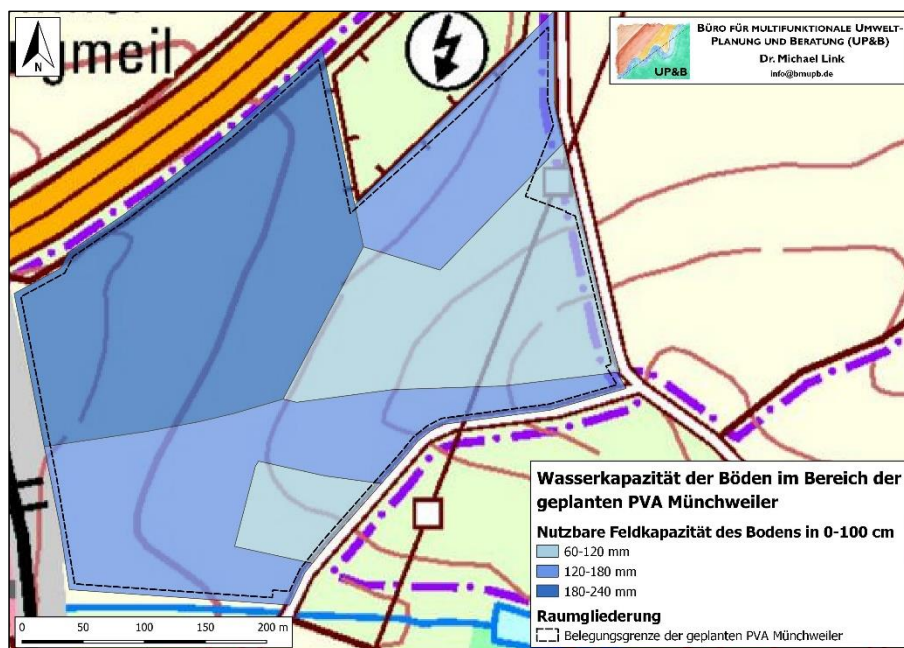 N
gmeil
BÜRO FÜR MULTIFUNKTIONALE UMWELT-
PLANUNG UND BERATUNG (UP&B)
Dr. Michael Link
info@bmupb.de
UP&B
Wasserkapazität der Böden im Bereich der
geplanten PVA Münchweiler
Nutzbare Feldkapazität des Bodens in 0-100 cm
60-120 mm
120-180 mm
180-240 mm
Raumgliederung
Belegungsgrenze der geplanten PVA Münchweiler
0 50 100 150 200 m